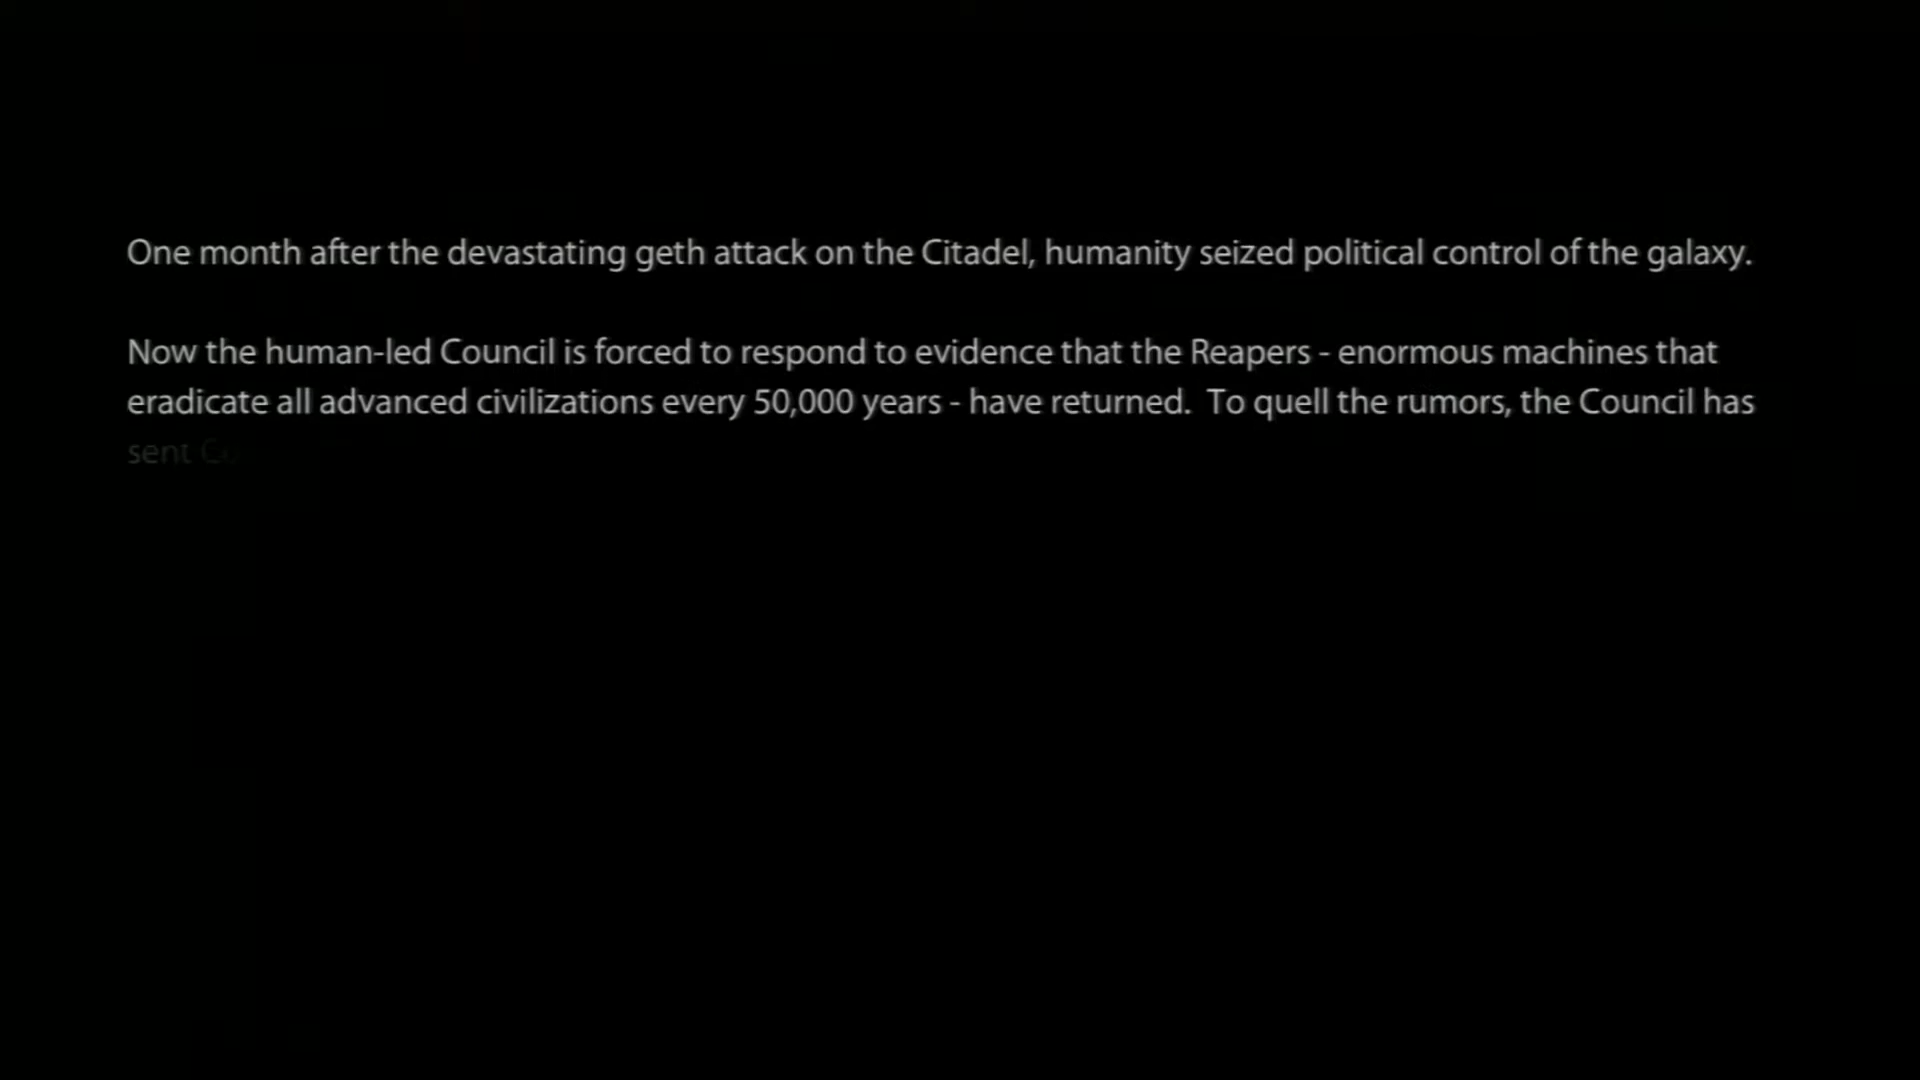 One month after the devastating geth attack on the Citadel, humanity seized political control of the galaxy.
Now the human-led Council is forced to respond to evidence that the Reapers - enormous machines that
eradicate all advanced civilizations every 50,000 years - have returned.  To quell the rumors, the Council has
sent